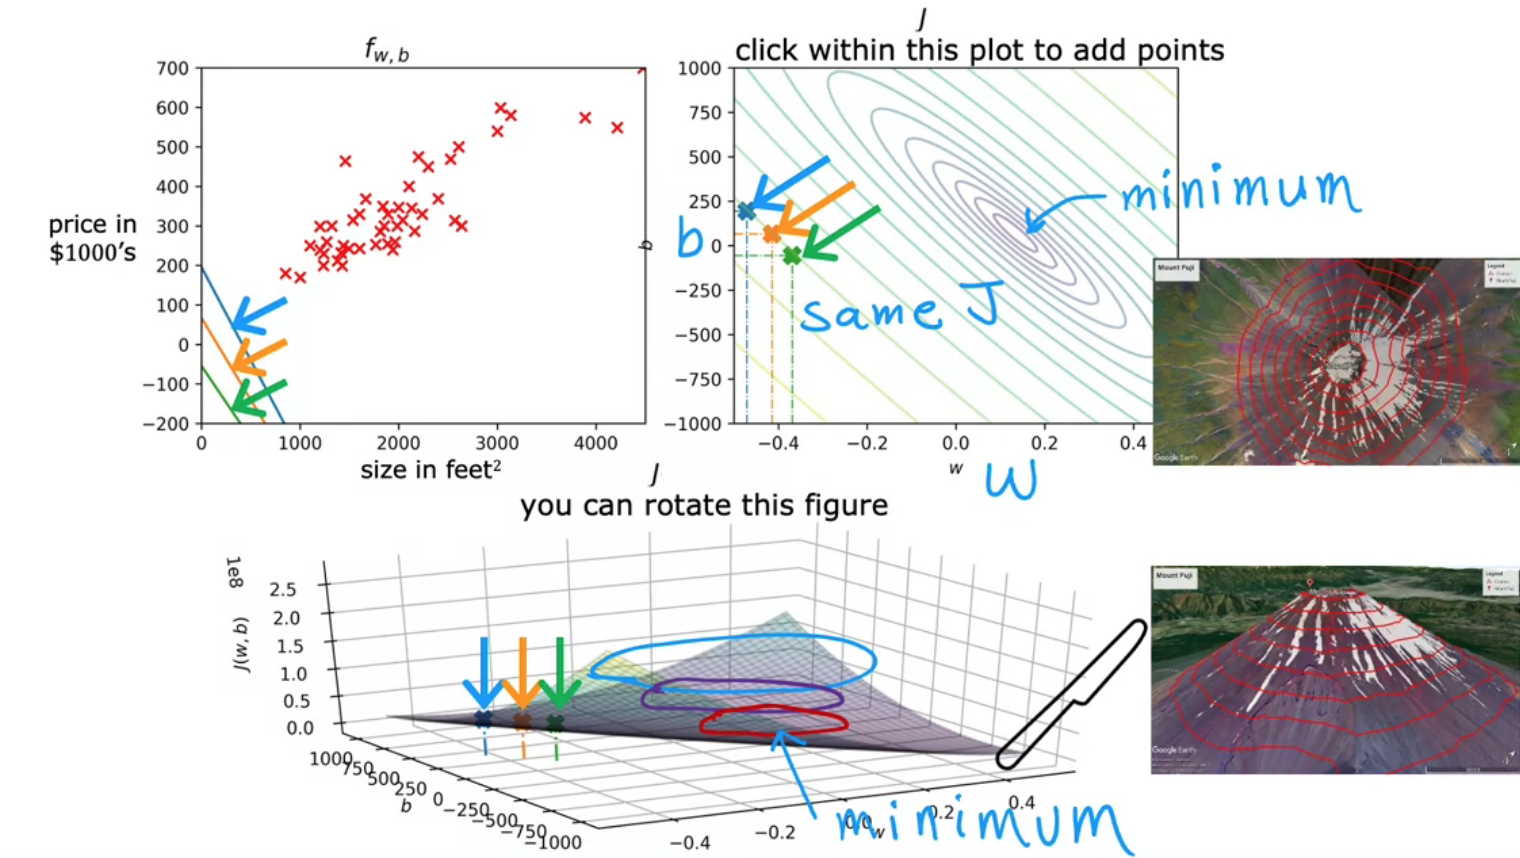 f_{w, b}
700
600
500
400
300
200
100
0
−100
−200
0
1000
2000
3000
4000
price in
$1000’s
size in feet²
J
click within this plot to add points
1000
750
500
250
0
−250
−500
−750
−1000
b
b
−0.4
−0.2
0.0
0.2
0.4
w
W
minimum
same J
Mount Fuji
Legend
Google Earth
J
you can rotate this figure
1e8
2.5
2.0
1.5
1.0
0.5
0.0
J(w, b)
1000
750
500
250
0
−250
−500
−750
−1000
b
−0.4
−0.2
0.0
0.2
0.4
w
minimum
Mount Fuji
Legend
Google Earth